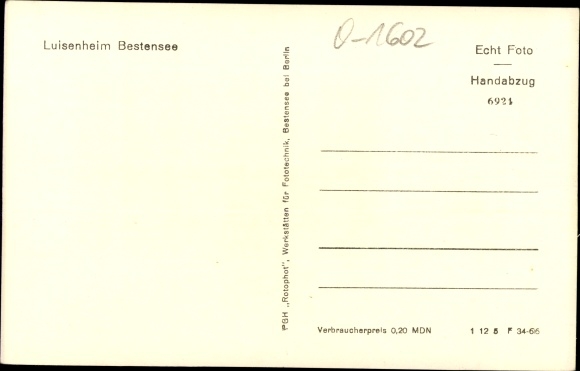 Luisenheim Bestensee
PGH „Rotophot", Werkstätten für Fototechnik, Bestensee bei Berlin
O-1602
Echt Foto
Handabzug
6921
Verbraucherpreis 0,20 MDN 1 12 5 F 34-66